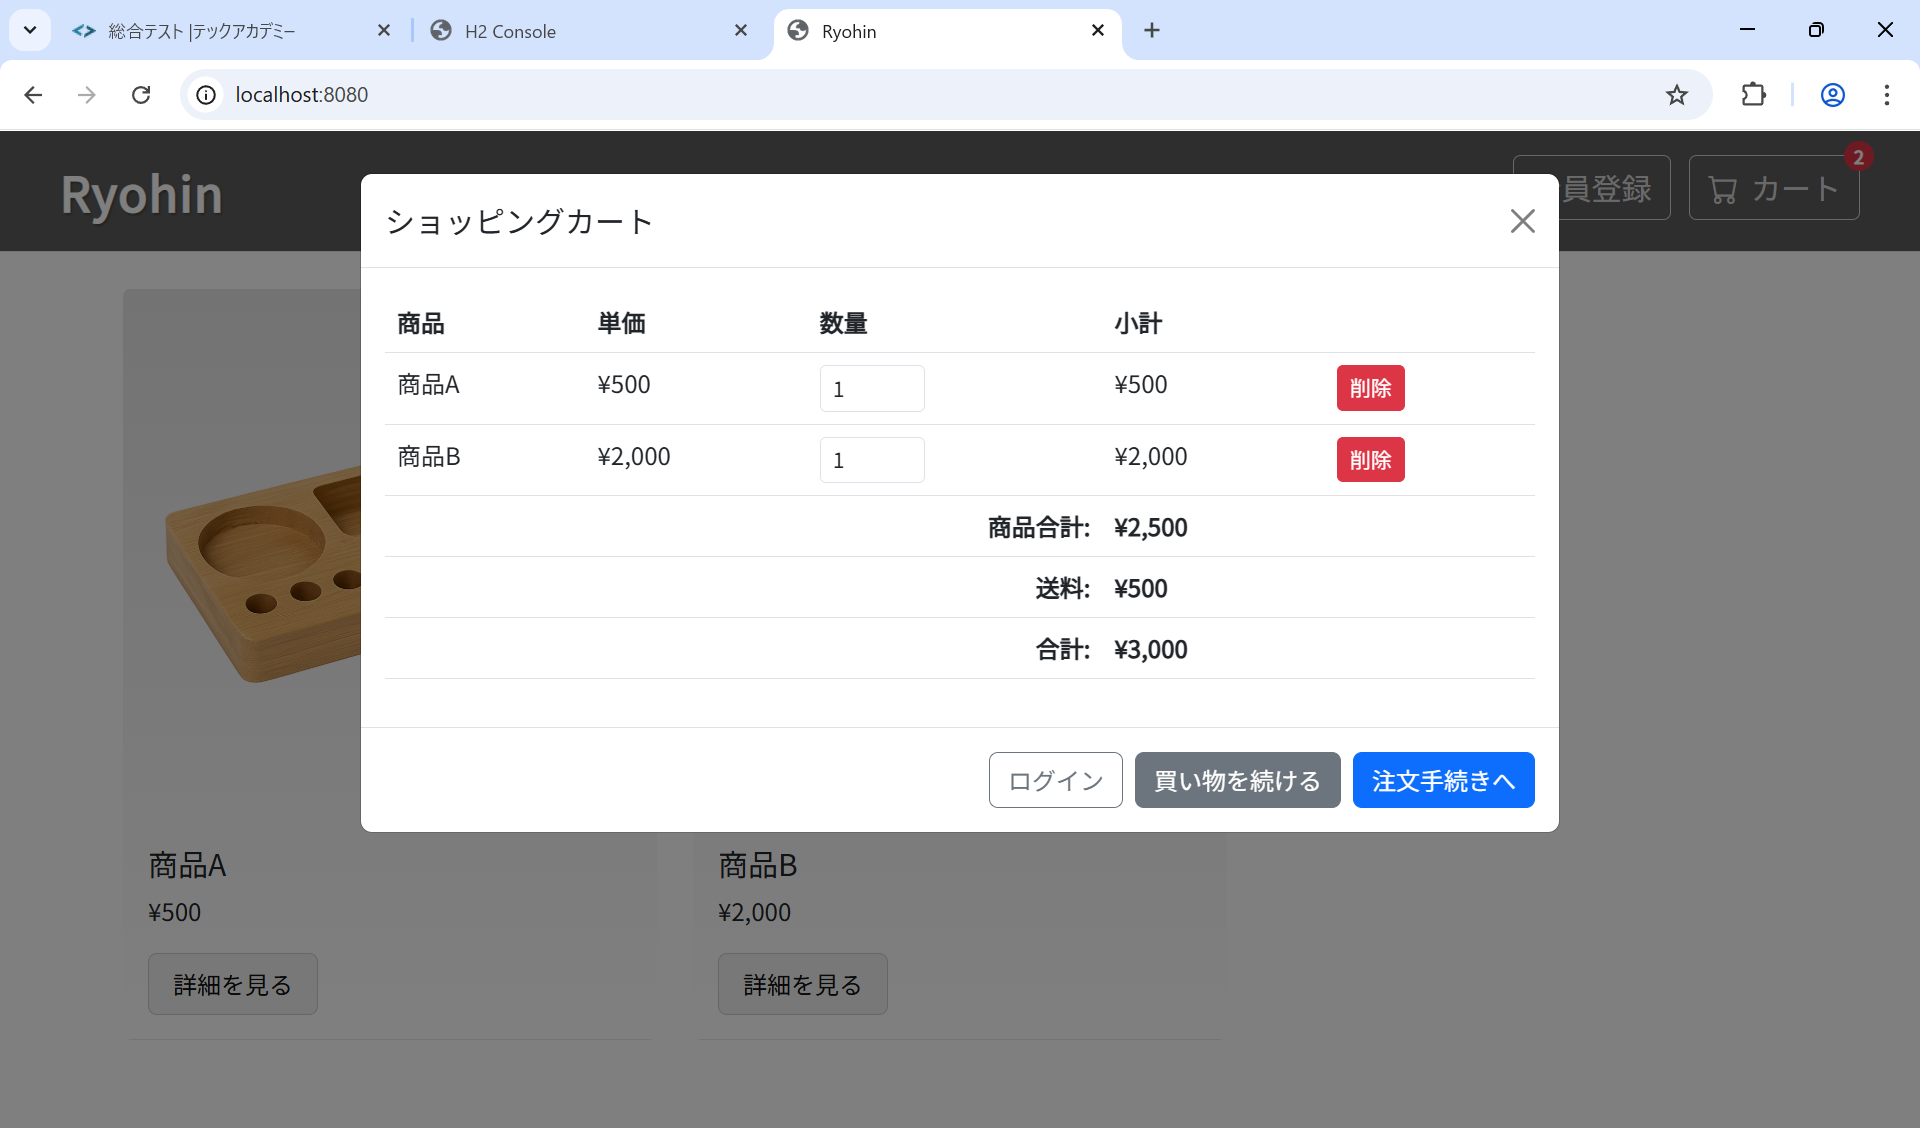 総合テスト |テックアカデミー
H2 Console
Ryohin
localhost:8080
Ryohin
員登録
カート
2
ショッピングカート
商品 単価 数量 小計
商品A ¥500 1 ¥500 削除
商品B ¥2,000 1 ¥2,000 削除
商品合計: ¥2,500
送料: ¥500
合計: ¥3,000
ログイン 買い物を続ける 注文手続きへ
商品A
¥500
詳細を見る
商品B
¥2,000
詳細を見る